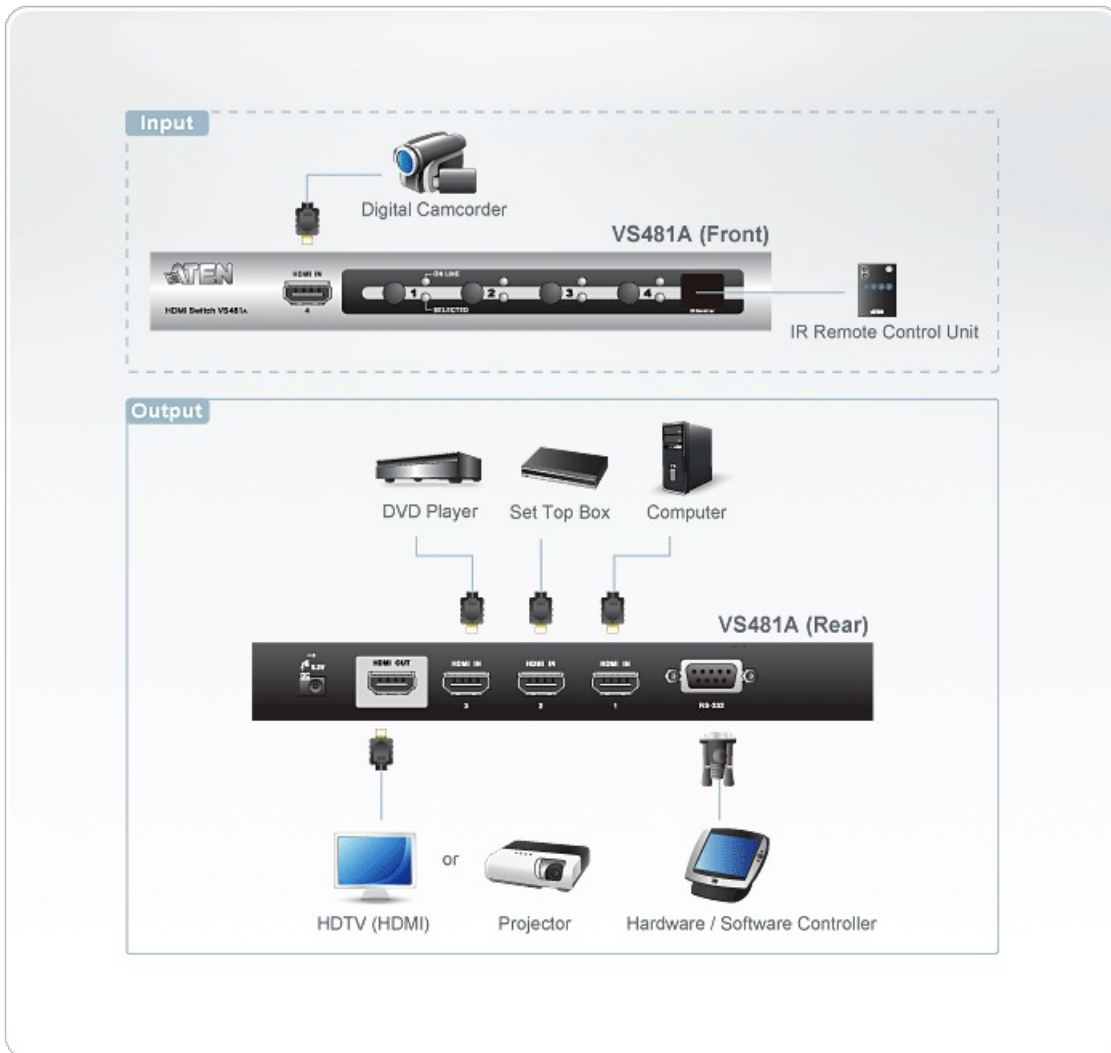 Input
Digital Camcorder
VS481A (Front)
ATEN
HDMI IN
ON LINE
1 2 3 4
SELECTED
HDMI Switch VS481A
4
IR Remote Control Unit
Output
DVD Player Set Top Box Computer
VS481A (Rear)
5.3V
HDMI OUT HDMI IN HDMI IN HDMI IN
3 2 1 RS-232
or
HDTV (HDMI) Projector Hardware / Software Controller